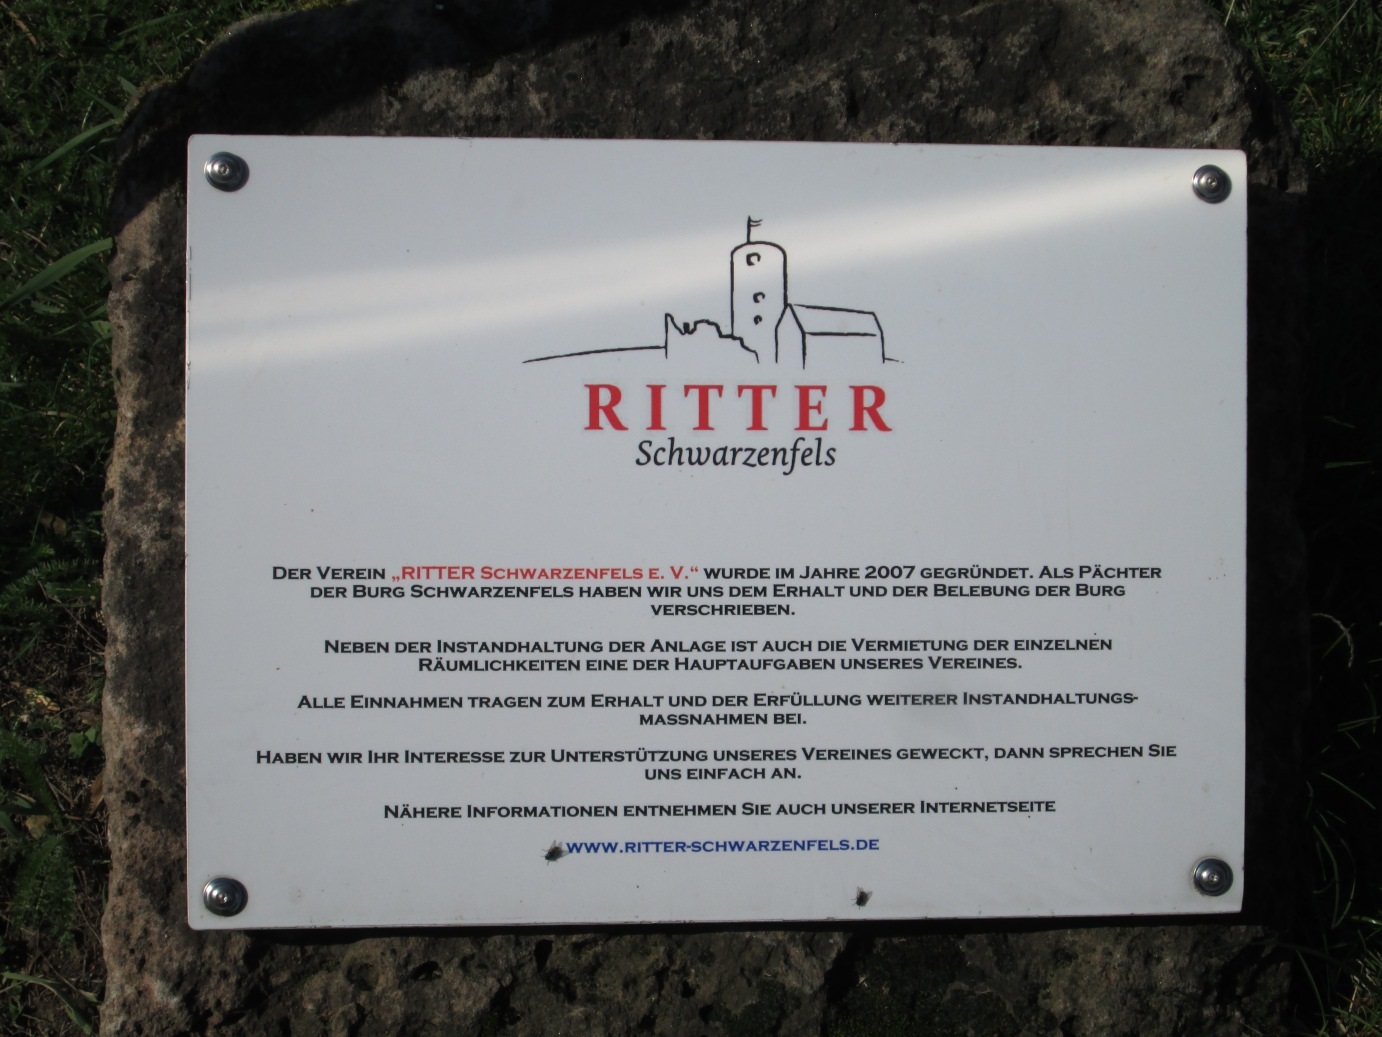 RITTER
Schwarzenfels
DER VEREIN „RITTER SCHWARZENFELS E. V.“ WURDE IM JAHRE 2007 GEGRÜNDET. ALS PÄCHTER
DER BURG SCHWARZENFELS HABEN WIR UNS DEM ERHALT UND DER BELEBUNG DER BURG
VERSCHRIEBEN.
NEBEN DER INSTANDHALTUNG DER ANLAGE IST AUCH DIE VERMIETUNG DER EINZELNEN
RÄUMLICHKEITEN EINE DER HAUPTAUFGABEN UNSERES VEREINES.
ALLE EINNAHMEN TRAGEN ZUM ERHALT UND DER ERFÜLLUNG WEITERER INSTANDHALTUNGS-
MASSNAHMEN BEI.
HABEN WIR IHR INTERESSE ZUR UNTERSTÜTZUNG UNSERES VEREINES GEWECKT, DANN SPRECHEN SIE
UNS EINFACH AN.
NÄHERE INFORMATIONEN ENTNEHMEN SIE AUCH UNSERER INTERNETSEITE
WWW.RITTER-SCHWARZENFELS.DE